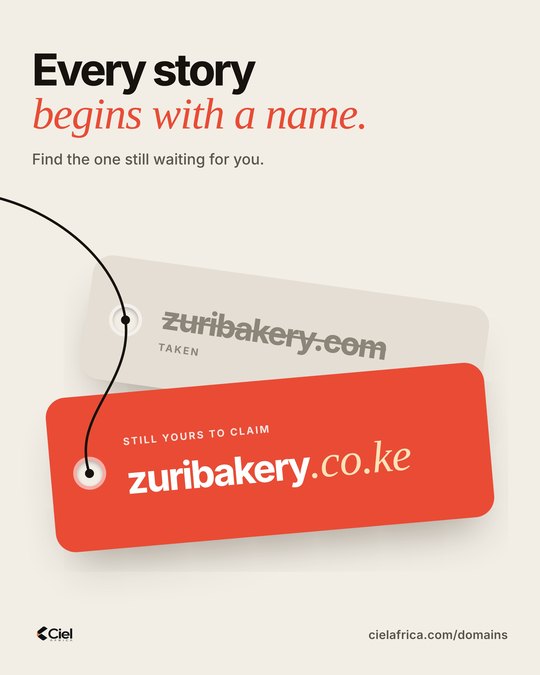 Every story
begins with a name.
Find the one still waiting for you.
zuribakery.com
TAKEN
STILL YOURS TO CLAIM
zuribakery.co.ke
Ciel
cielafrica.com/domains